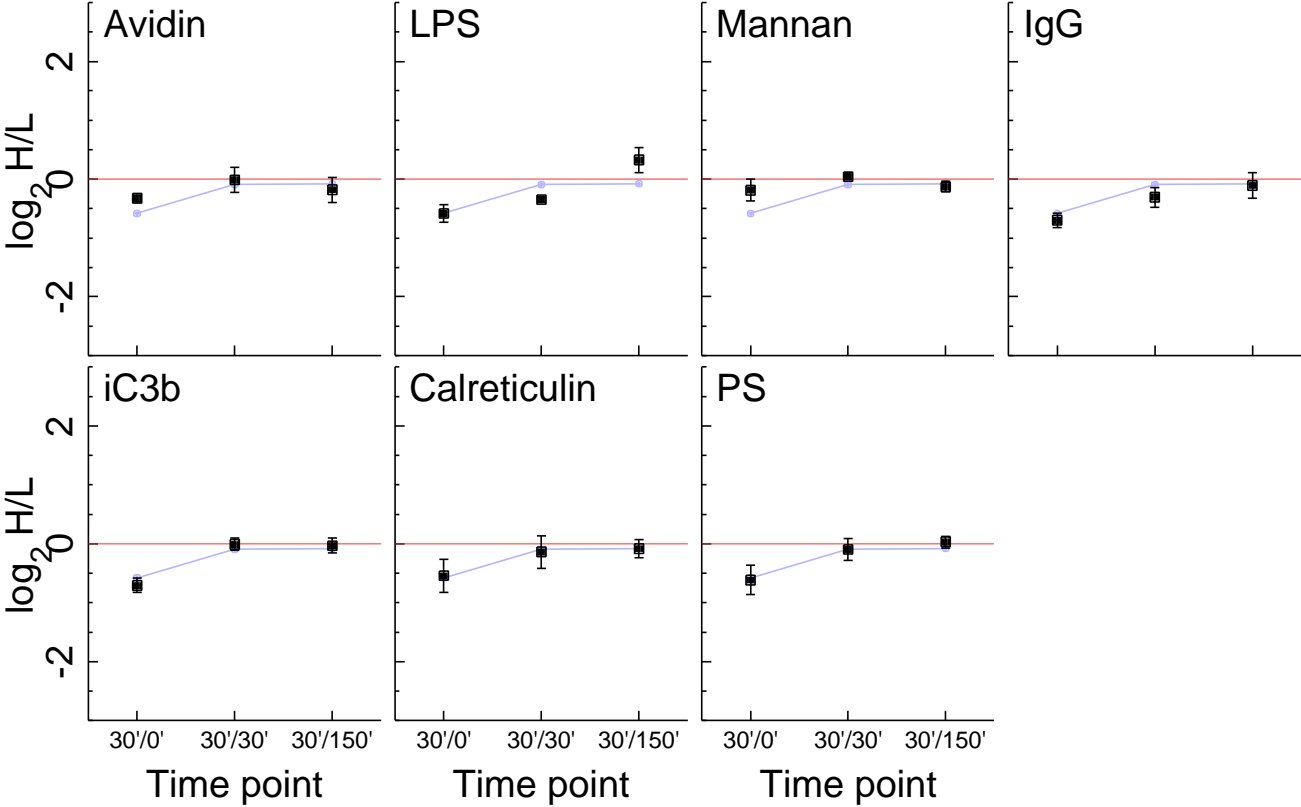 Avidin
LPS
Mannan
IgG
log2 H/L
2
0
-2
iC3b
Calreticulin
PS
log2 H/L
2
0
-2
30'/0'
30'/30'
30'/150'
30'/0'
30'/30'
30'/150'
30'/0'
30'/30'
30'/150'
Time point
Time point
Time point